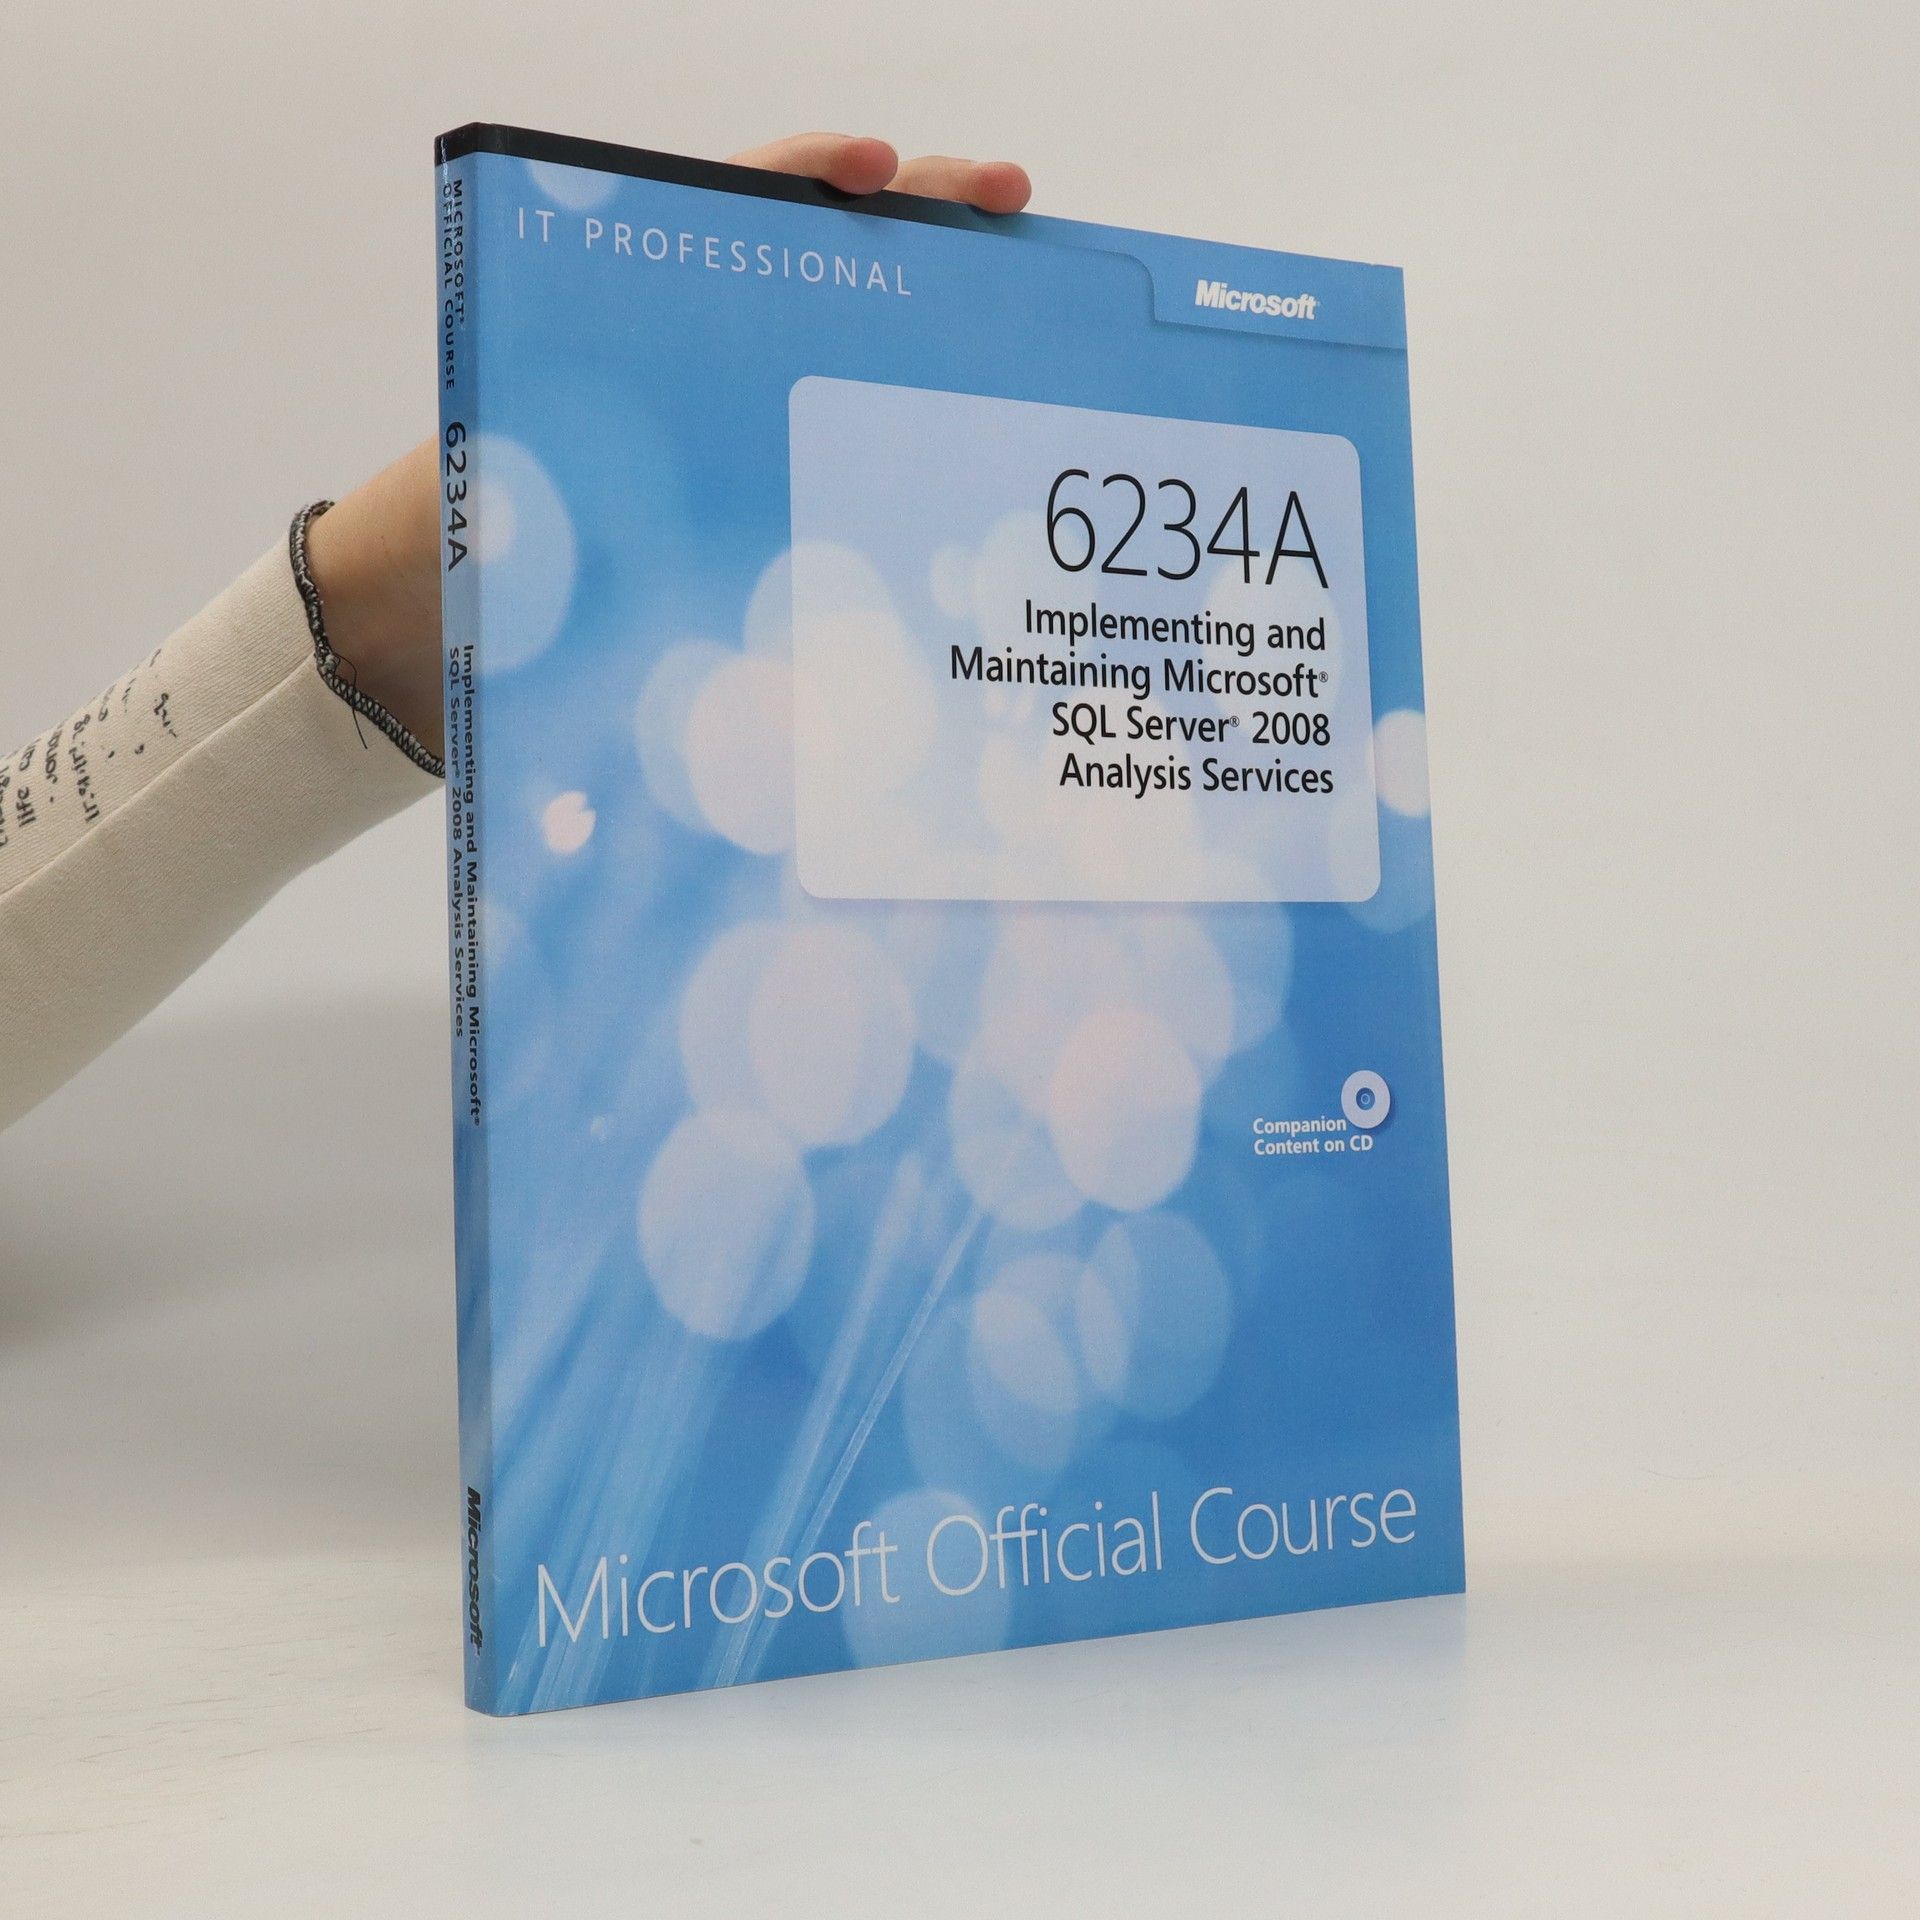 MICROSOFT®
OFFICIAL COURSE
6234A
Implementing and Maintaining Microsoft®
SQL Server® 2008 Analysis Services
Microsoft
IT PROFESSIONAL
Microsoft®
6234A
Implementing and
Maintaining Microsoft®
SQL Server® 2008
Analysis Services
Companion
Content on CD
Microsoft Official Course